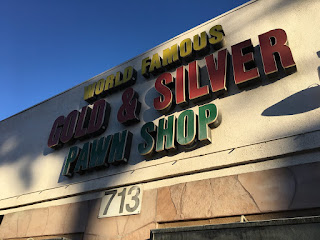 WORLD FAMOUS
GOLD & SILVER
PAWN SHOP
713